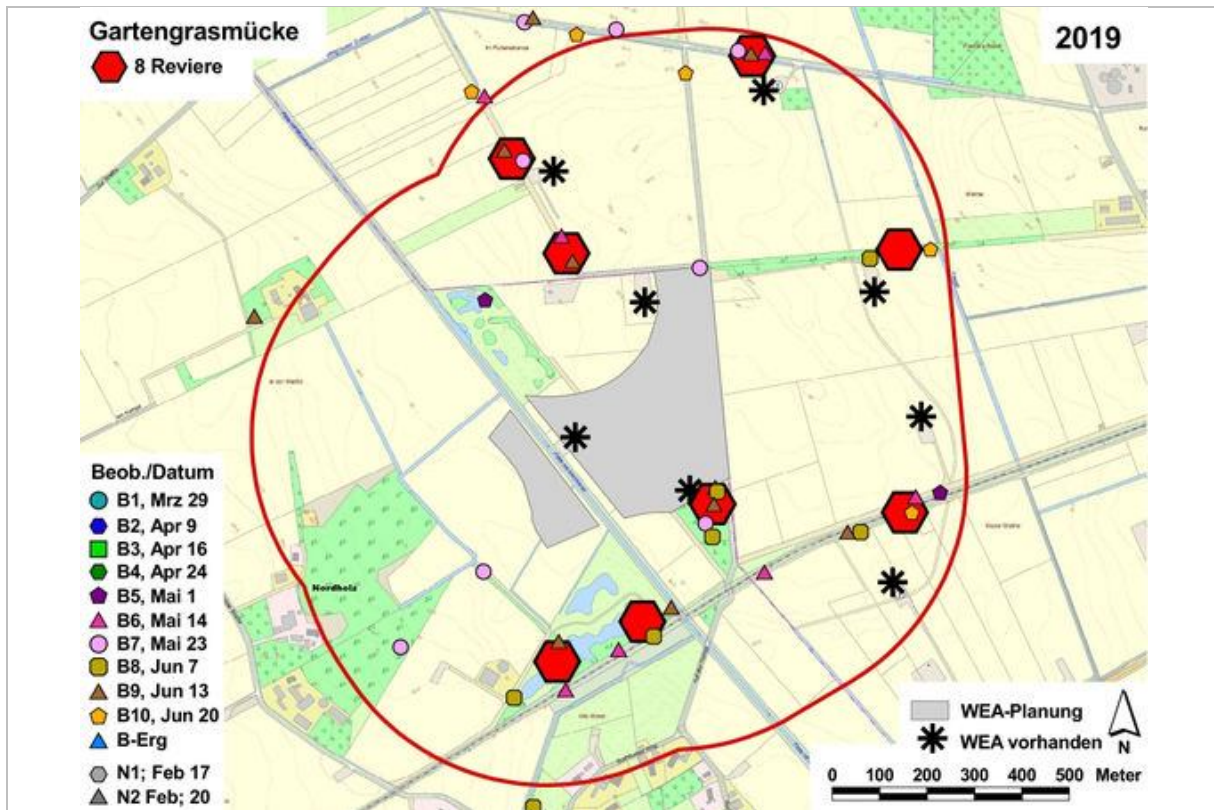 Gartengrasmücke
8 Reviere
2019
Nordholz
Beob./Datum
B1, Mrz 29
B2, Apr 9
B3, Apr 16
B4, Apr 24
B5, Mai 1
B6, Mai 14
B7, Mai 23
B8, Jun 7
B9, Jun 13
B10, Jun 20
B-Erg
N1; Feb 17
N2 Feb; 20
WEA-Planung
WEA vorhanden
N
0 100 200 300 400 500 Meter